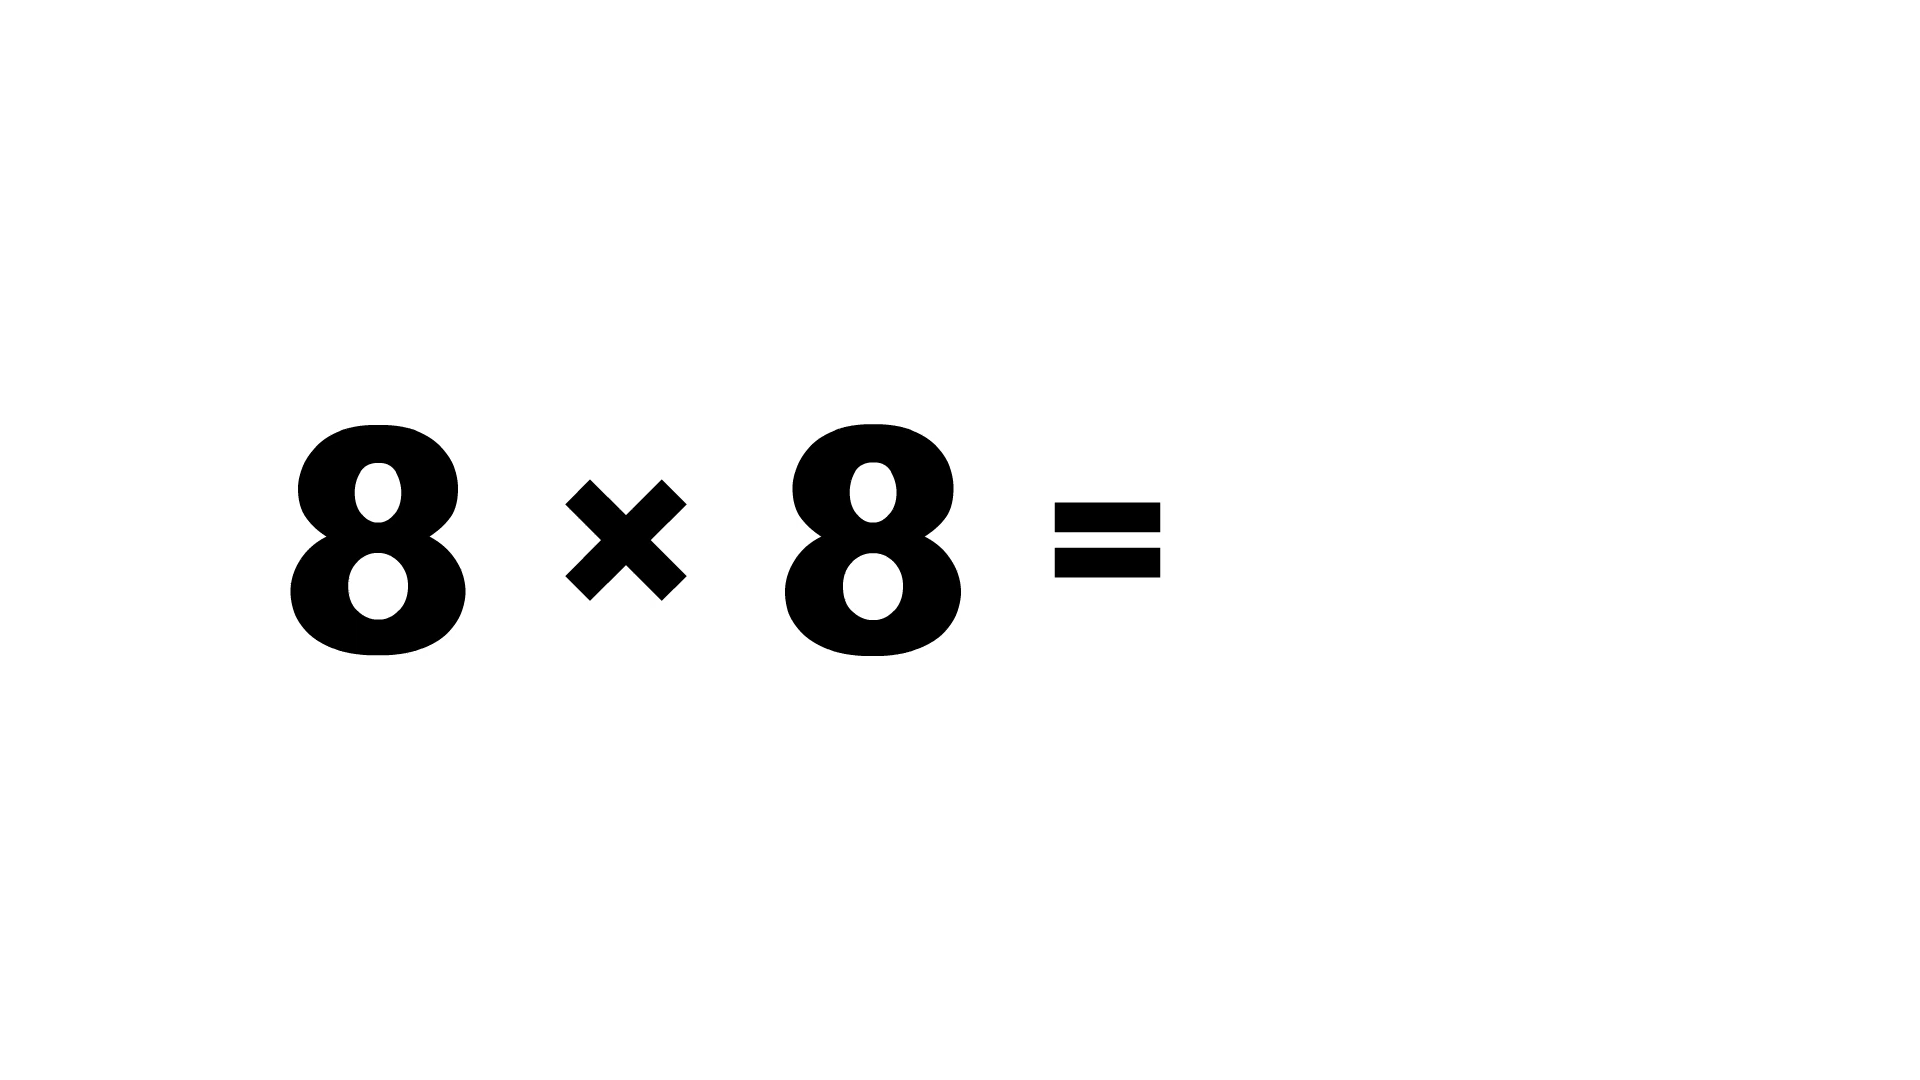 8 × 8 =